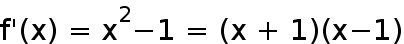 f'(x) = x²−1 = (x + 1)(x−1)